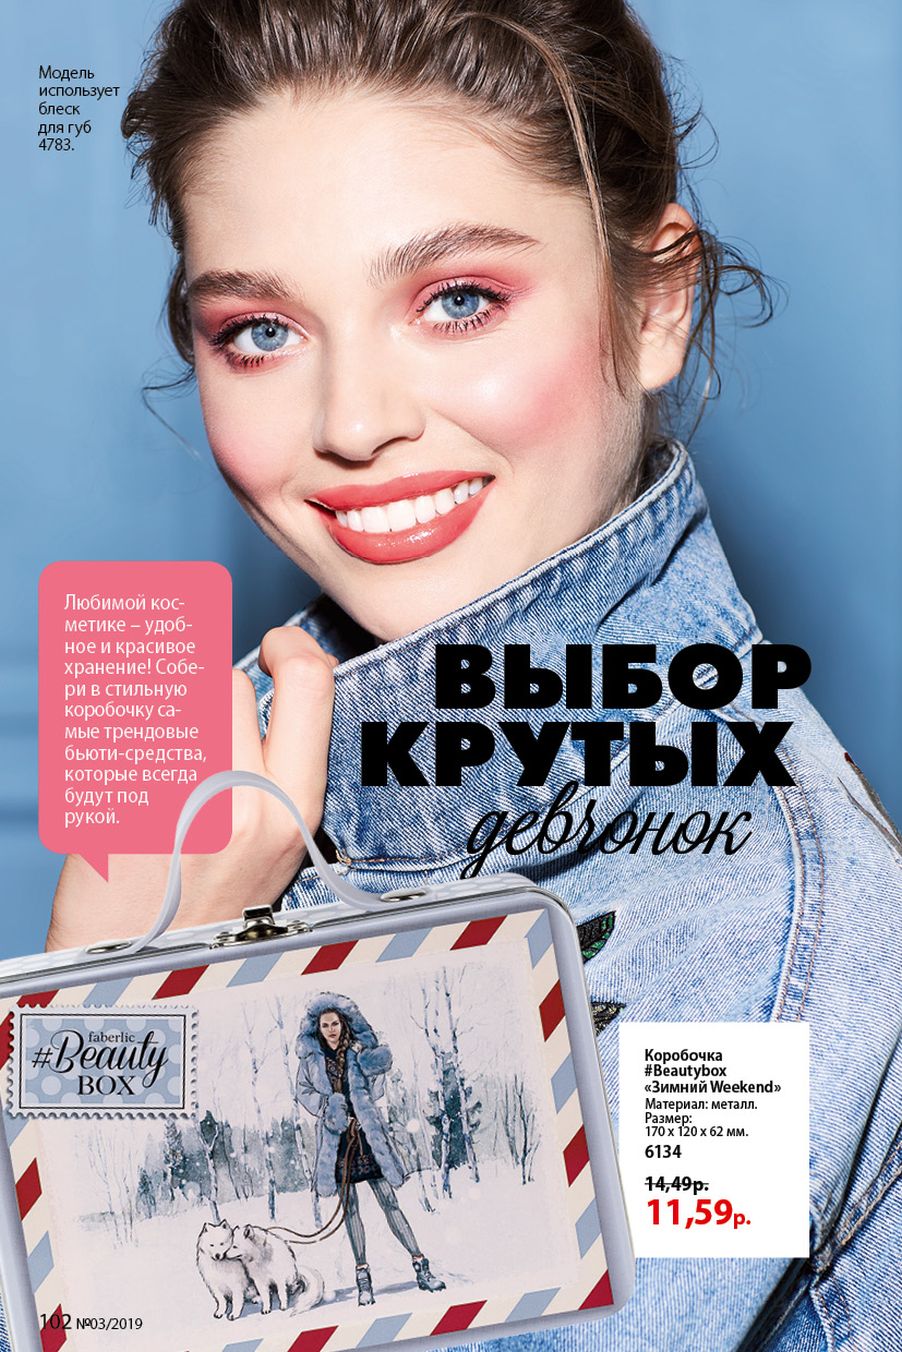 Модель
использует
блеск
для губ
4783.
Любимой кос-
метике – удоб-
ное и красивое
хранение! Собе-
ри в стильную
коробочку са-
мые трендовые
бьюти-средства,
которые всегда
будут под
рукой.
ВЫБОР
КРУТЫХ
девчонок
faberlic
#Beauty
BOX
Коробочка
#Beautybox
«Зимний Weekend»
Материал: металл.
Размер:
170 x 120 x 62 мм.
6134
14,49р.
11,59р.
102 №03/2019